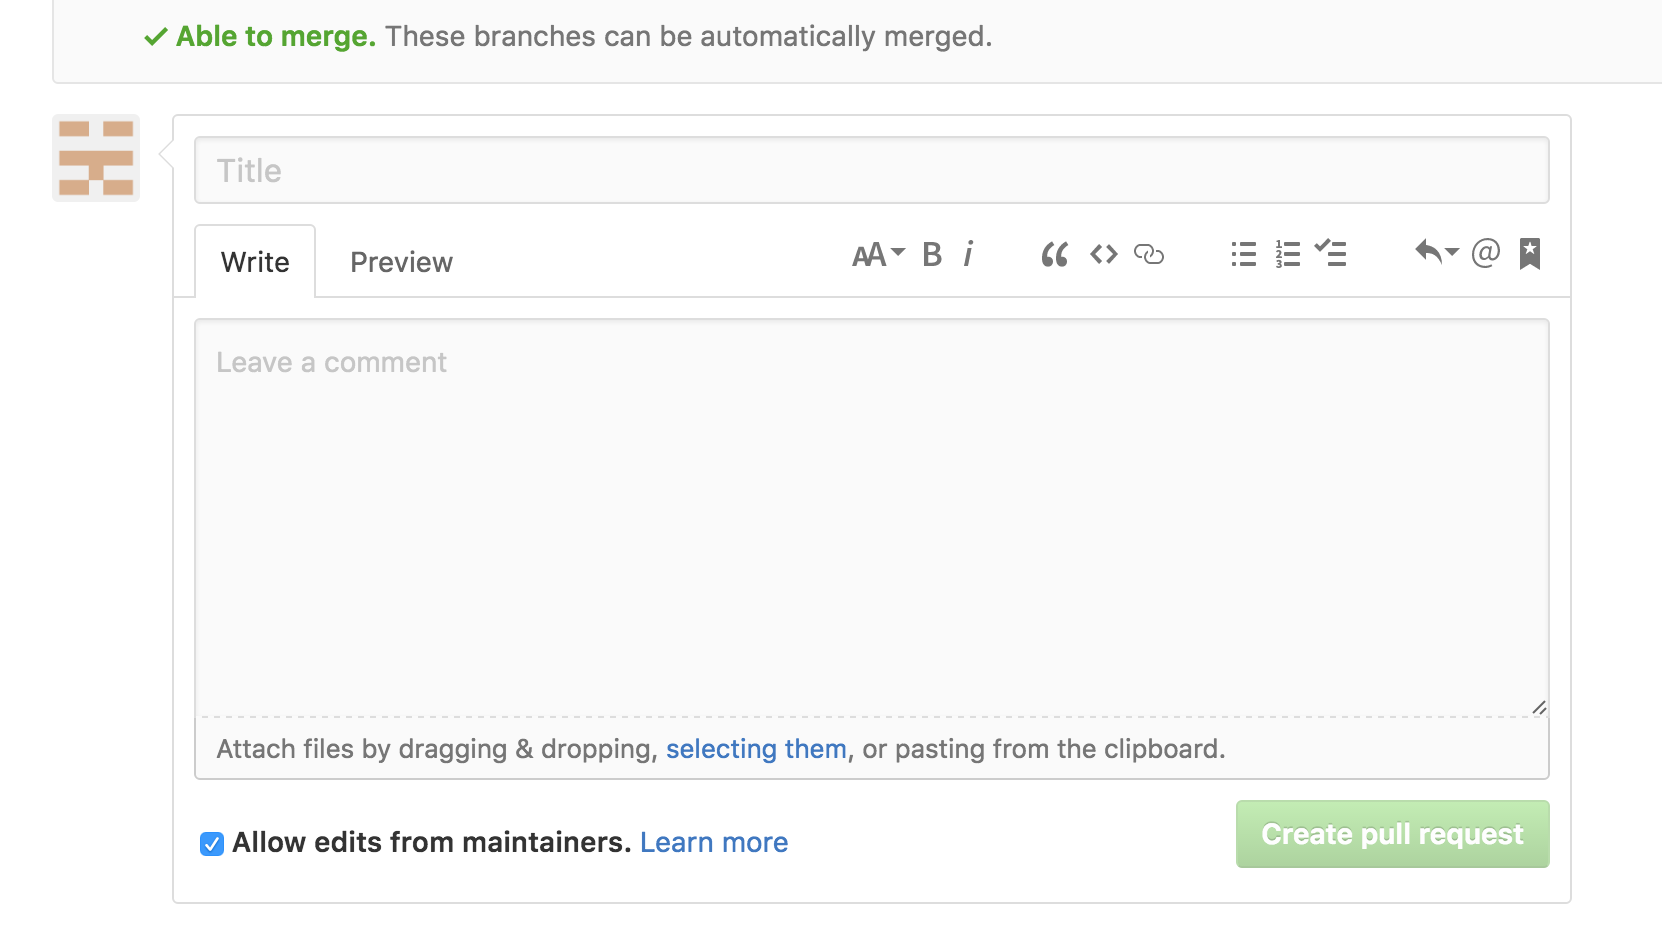 Able to merge. These branches can be automatically merged.
Title
Write Preview AA B i “ <> @
Leave a comment
Attach files by dragging & dropping, selecting them, or pasting from the clipboard.
Allow edits from maintainers. Learn more
Create pull request